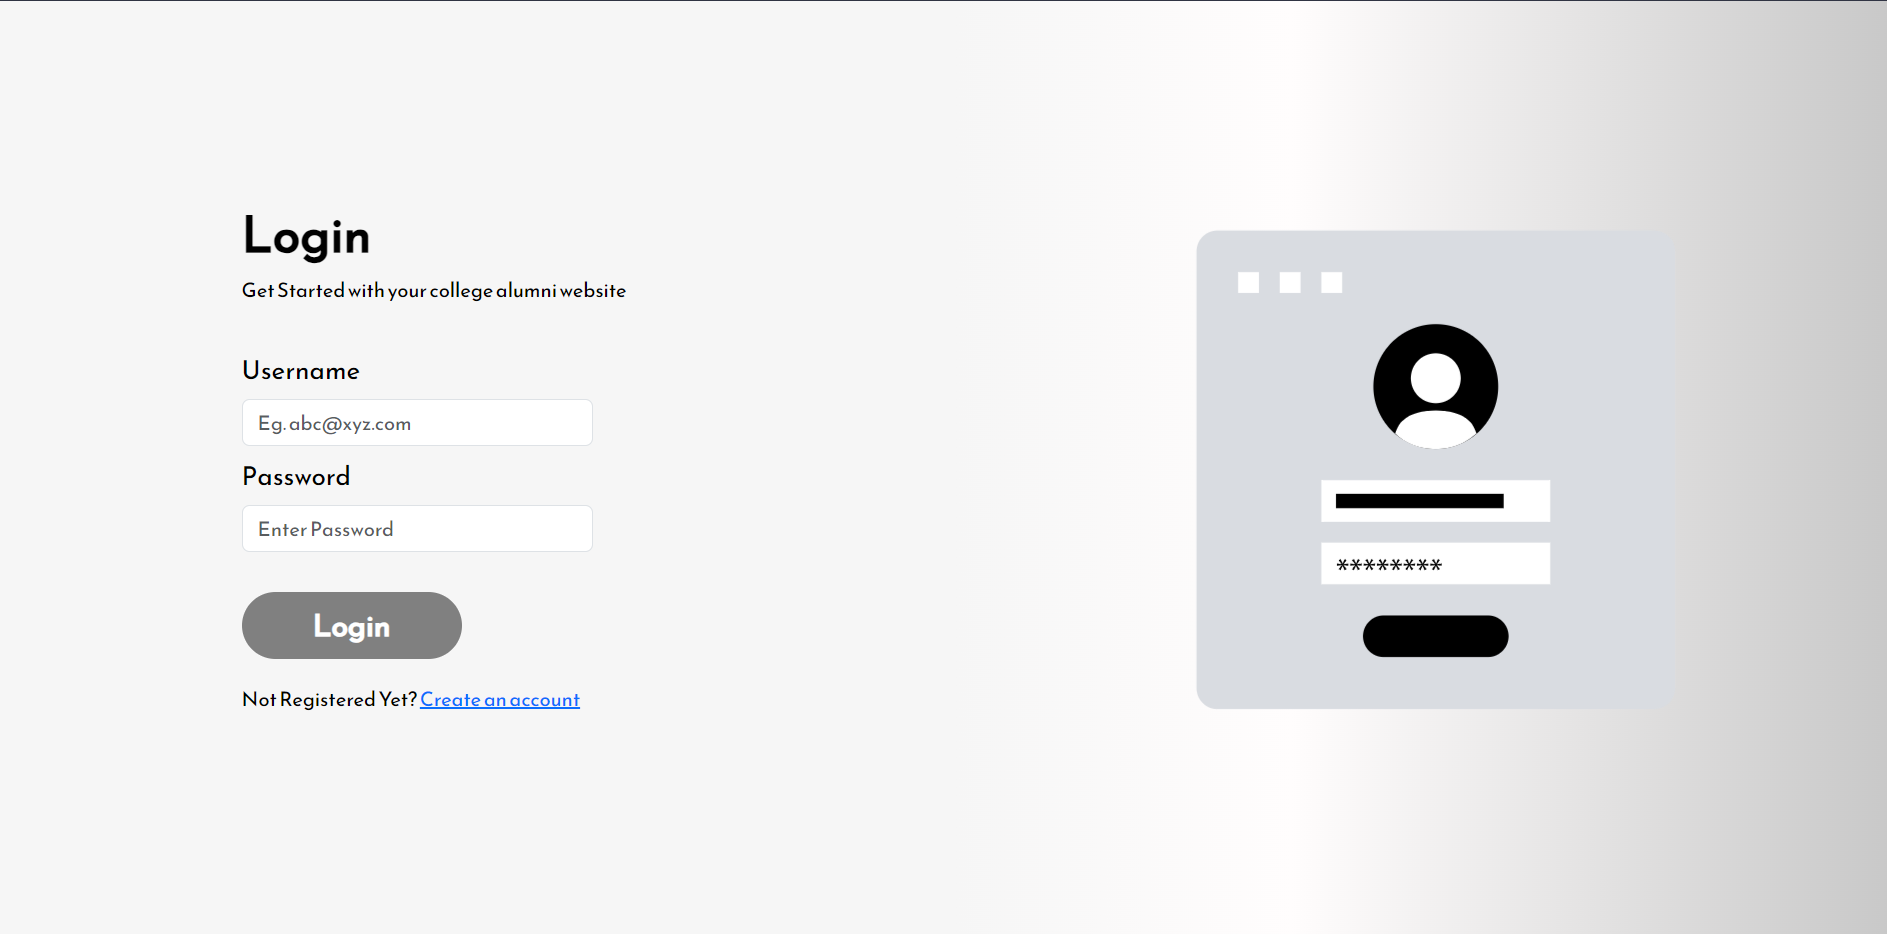 Login
Get Started with your college alumni website
Username
Eg. abc@xyz.com
Password
Enter Password
Login
Not Registered Yet? Create an account
********